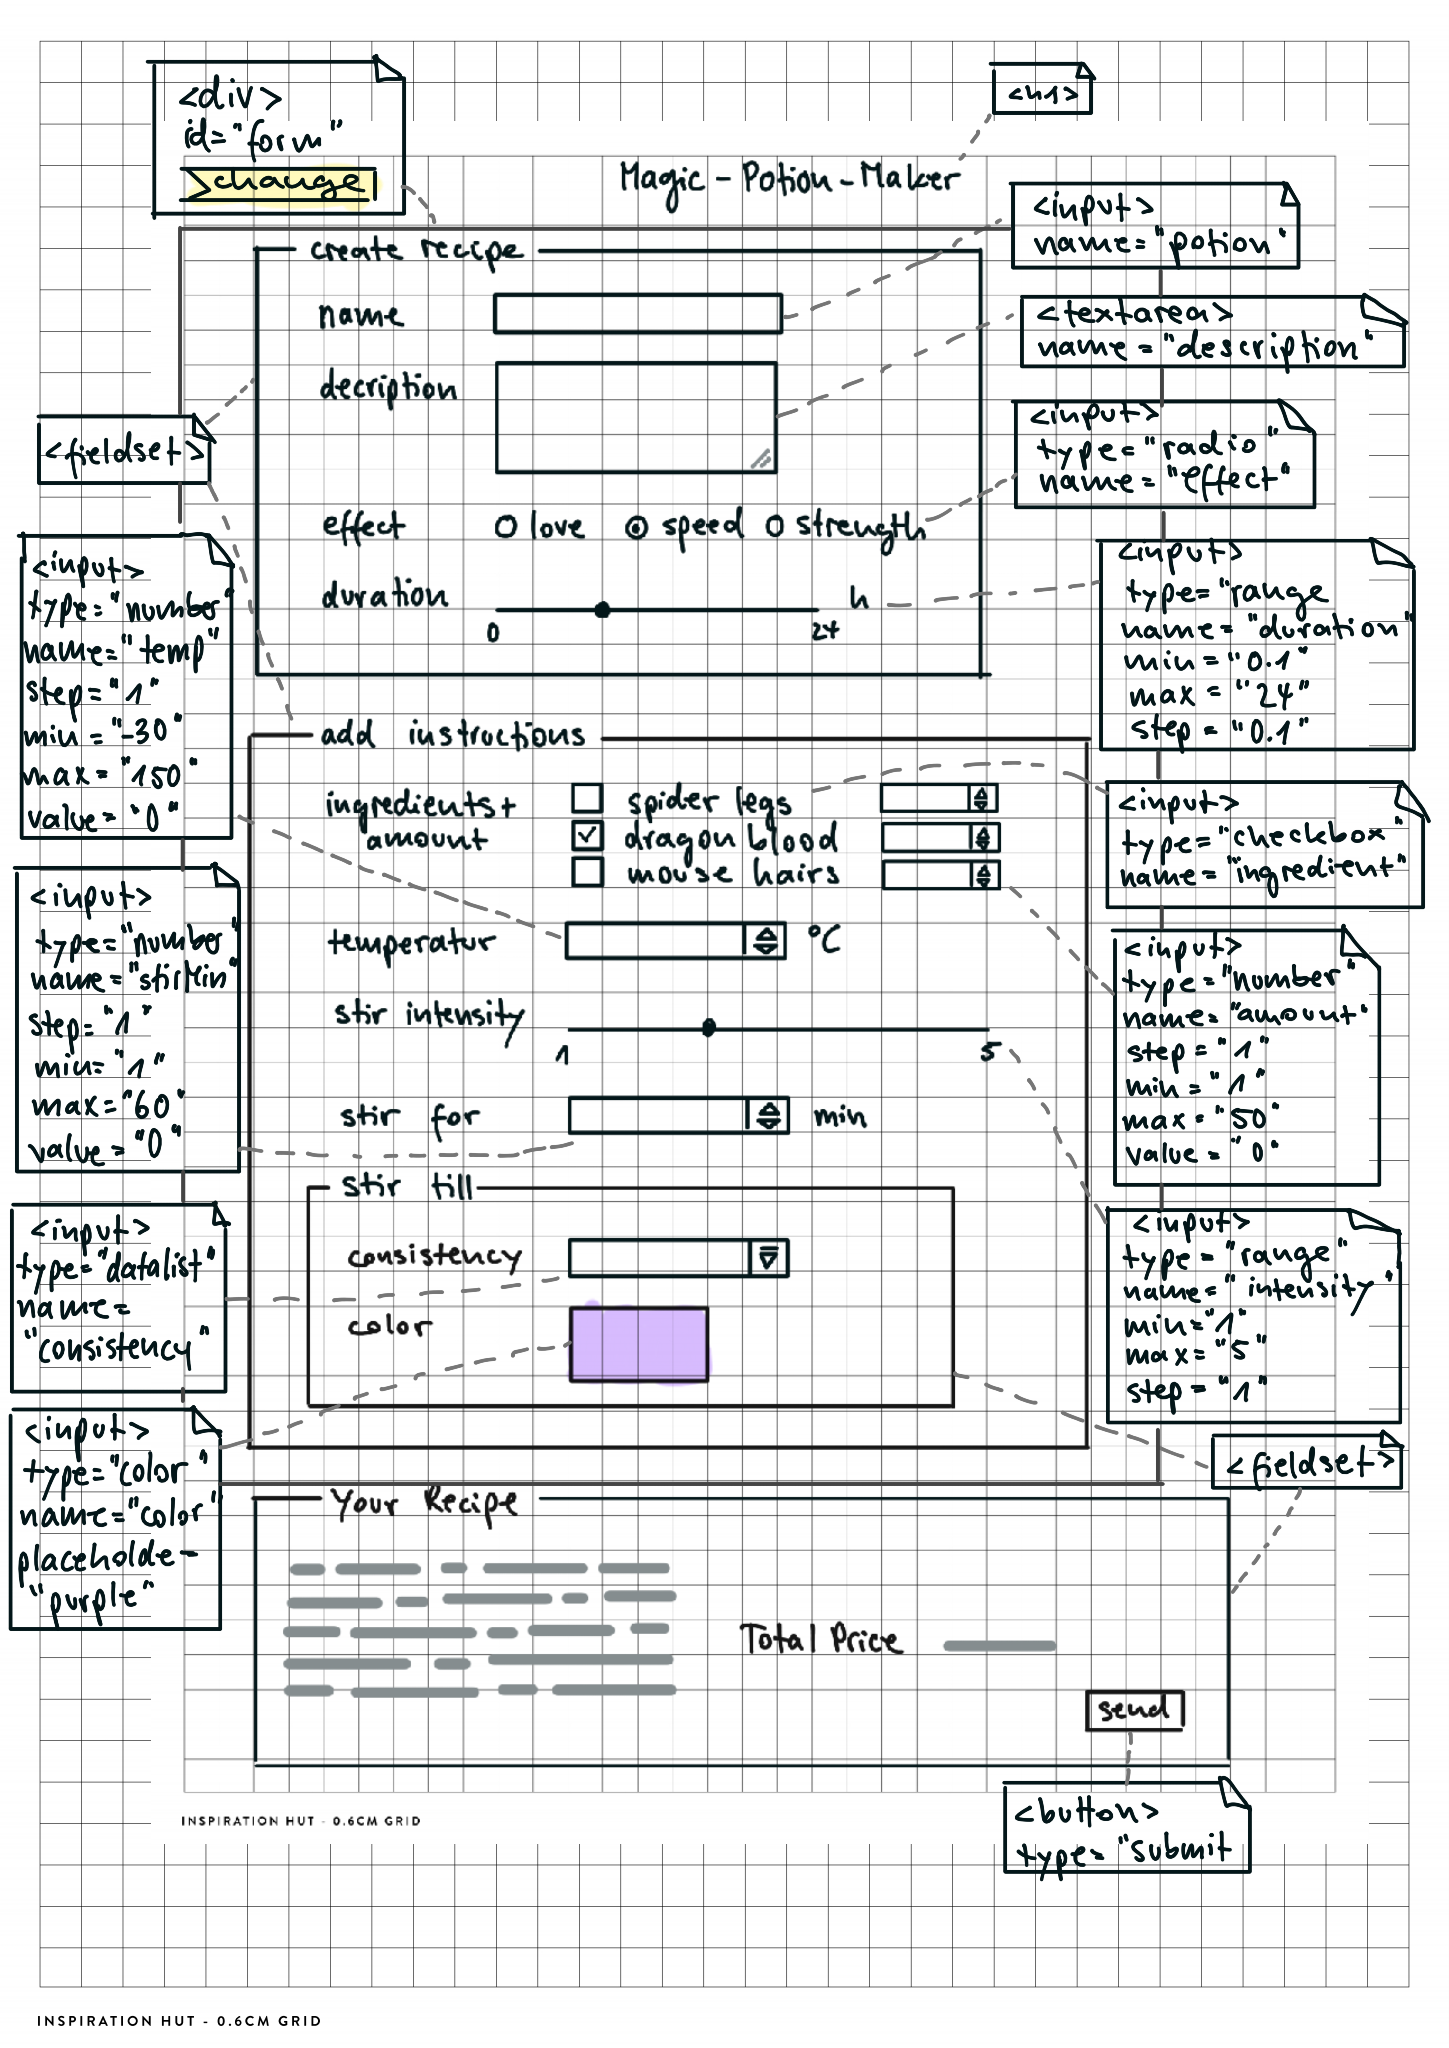 <div>
id="form"
change
<h1>
Magic-Potion-Maker
<input>
name="potion"
create recipe
name
<textarea>
name="description"
decription
<input>
type="radio"
name="effect"
<fieldset>
effect
love
speed
strength
<input>
type="range
name="duration"
min="0.1"
max="24"
step="0.1"
duration
h
0
24
<input>
type="number"
name="temp"
step="1"
min="-30"
max="150"
value="0"
add instructions
ingredients+
amount
spider legs
dragon blood
mouse hairs
<input>
type="checkbox"
name="ingredient"
temperatur
°C
<input>
type="number"
name="stirMin"
step="1"
min="1"
max="60"
value="0"
<input>
type="number"
name="amount"
step="1"
min="1"
max="50"
value="0"
stir intensity
1
5
stir for
min
stir till
consistency
color
<input>
type="datalist"
name=
"consistency"
<input>
type="range"
name="intensity"
min="1"
max="5"
step="1"
<input>
type="color"
name="color"
placeholde-
"purple"
<fieldset>
Your Recipe
Total Price
send
<button>
type="submit
INSPIRATION HUT - 0.6CM GRID
INSPIRATION HUT - 0.6CM GRID